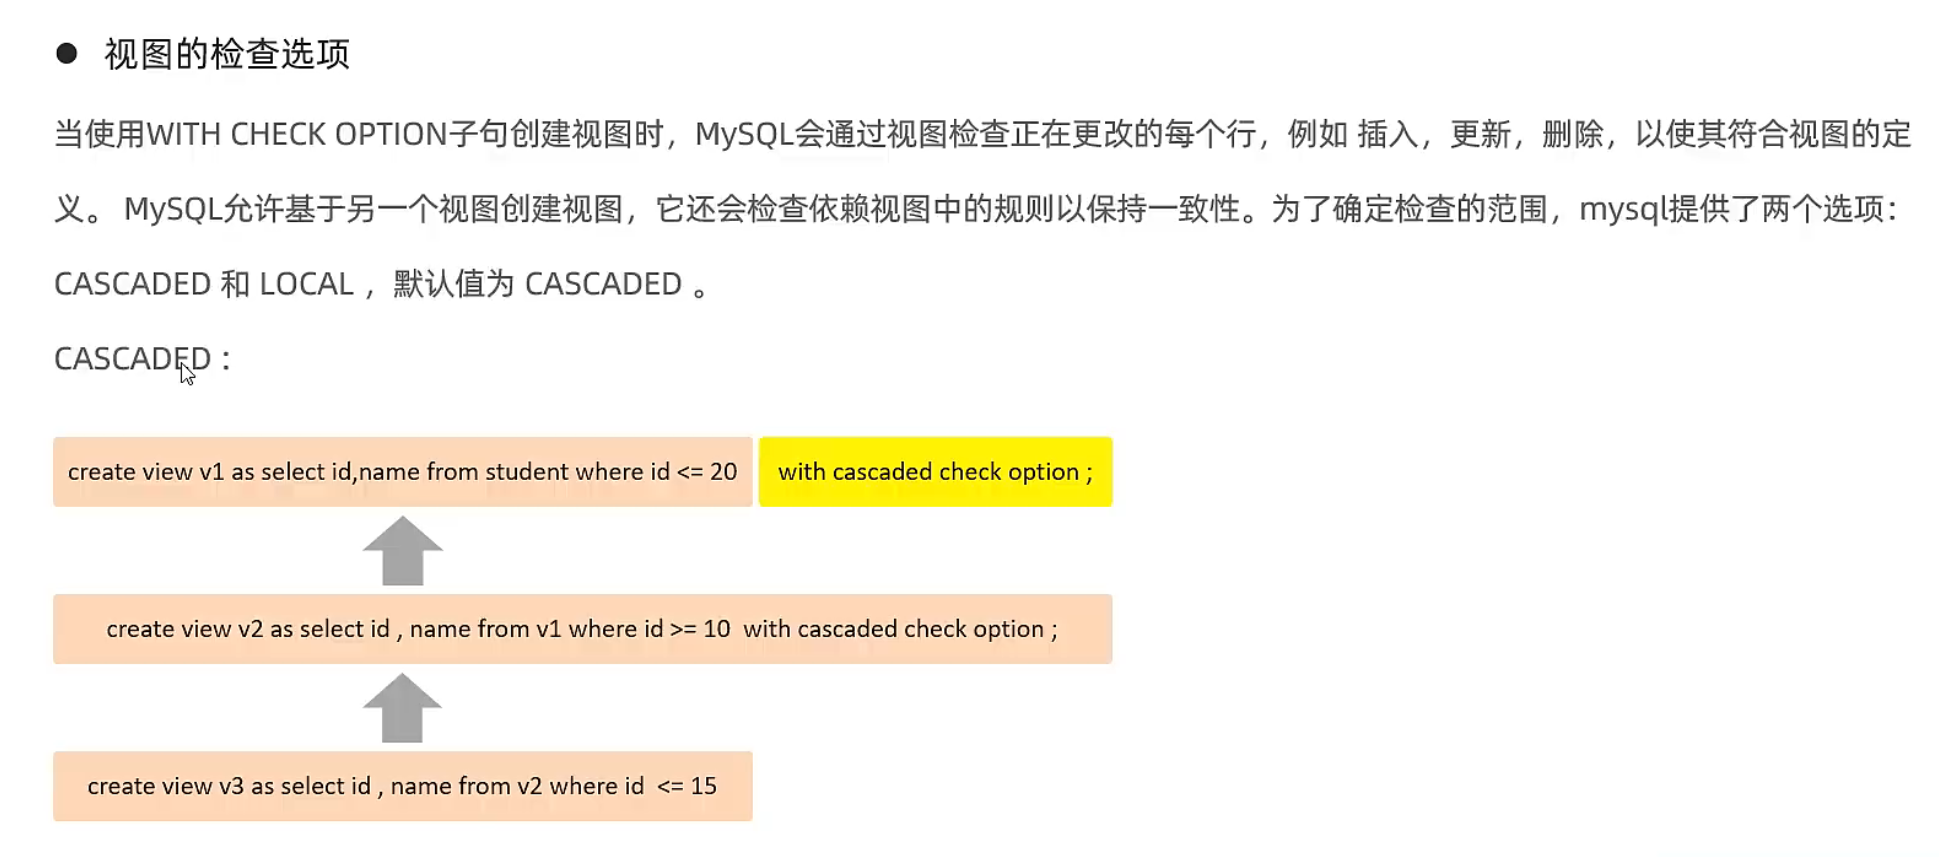 ● 视图的检查选项
当使用WITH CHECK OPTION子句创建视图时，MySQL会通过视图检查正在更改的每个行，例如 插入，更新，删除，以使其符合视图的定
义。 MySQL允许基于另一个视图创建视图，它还会检查依赖视图中的规则以保持一致性。为了确定检查的范围，mysql提供了两个选项：
CASCADED 和 LOCAL ，默认值为 CASCADED 。
CASCADED :
create view v1 as select id,name from student where id <= 20 with cascaded check option ;
create view v2 as select id , name from v1 where id >= 10 with cascaded check option ;
create view v3 as select id , name from v2 where id <= 15